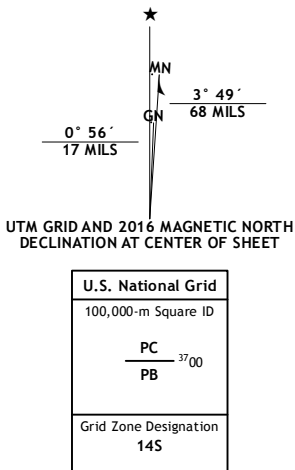 ★
MN
3° 49´
68 MILS
GN
0° 56´
17 MILS
UTM GRID AND 2016 MAGNETIC NORTH
DECLINATION AT CENTER OF SHEET
U.S. National Grid
100,000-m Square ID
PC
3700
PB
Grid Zone Designation
14S